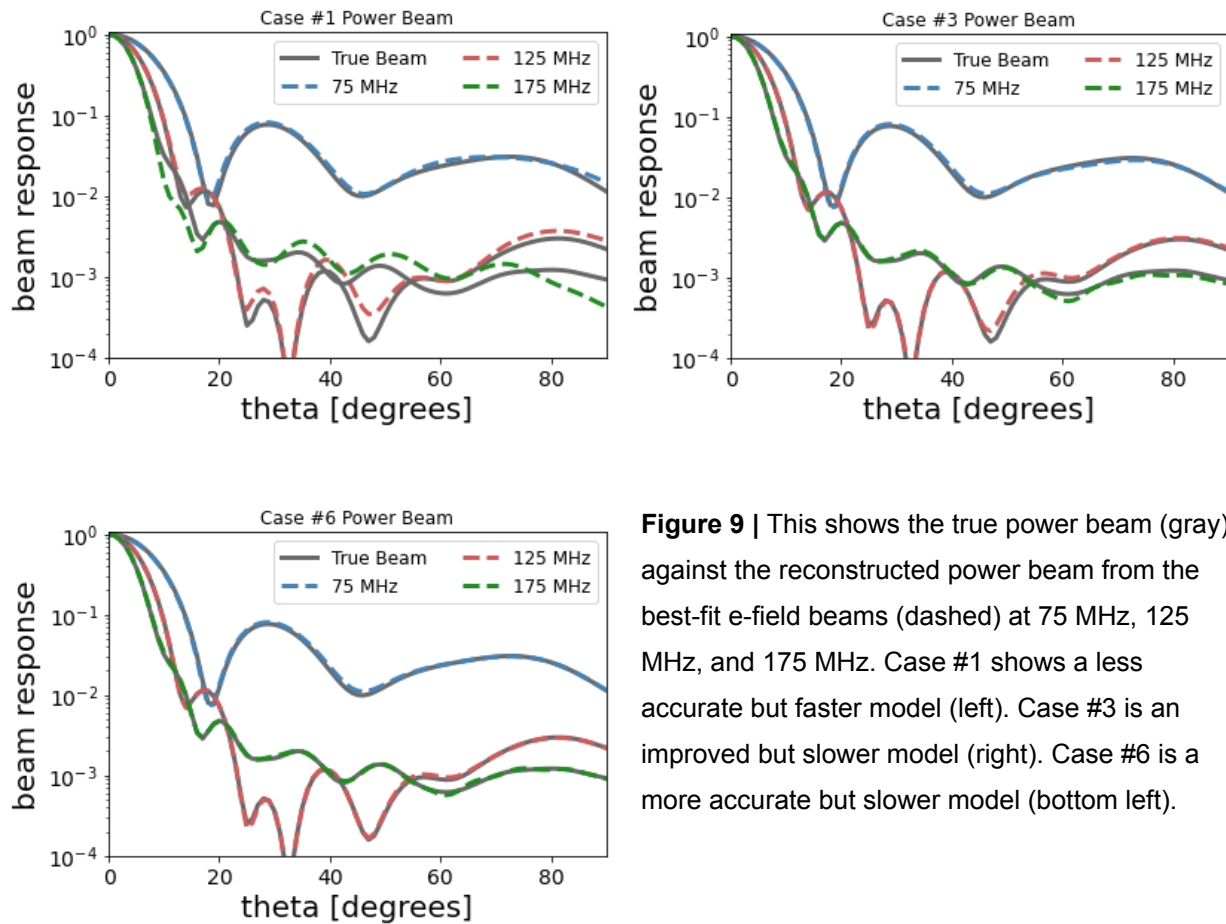 Case #1 Power Beam
True Beam
75 MHz
125 MHz
175 MHz
beam response
10^0
10^-1
10^-2
10^-3
10^-4
0 20 40 60 80
theta [degrees]
Case #3 Power Beam
True Beam
75 MHz
125 MHz
175 MHz
beam response
10^0
10^-1
10^-2
10^-3
10^-4
0 20 40 60 80
theta [degrees]
Case #6 Power Beam
True Beam
75 MHz
125 MHz
175 MHz
beam response
10^0
10^-1
10^-2
10^-3
10^-4
0 20 40 60 80
theta [degrees]
Figure 9 | This shows the true power beam (gray)
against the reconstructed power beam from the
best-fit e-field beams (dashed) at 75 MHz, 125
MHz, and 175 MHz. Case #1 shows a less
accurate but faster model (left). Case #3 is an
improved but slower model (right). Case #6 is a
more accurate but slower model (bottom left).